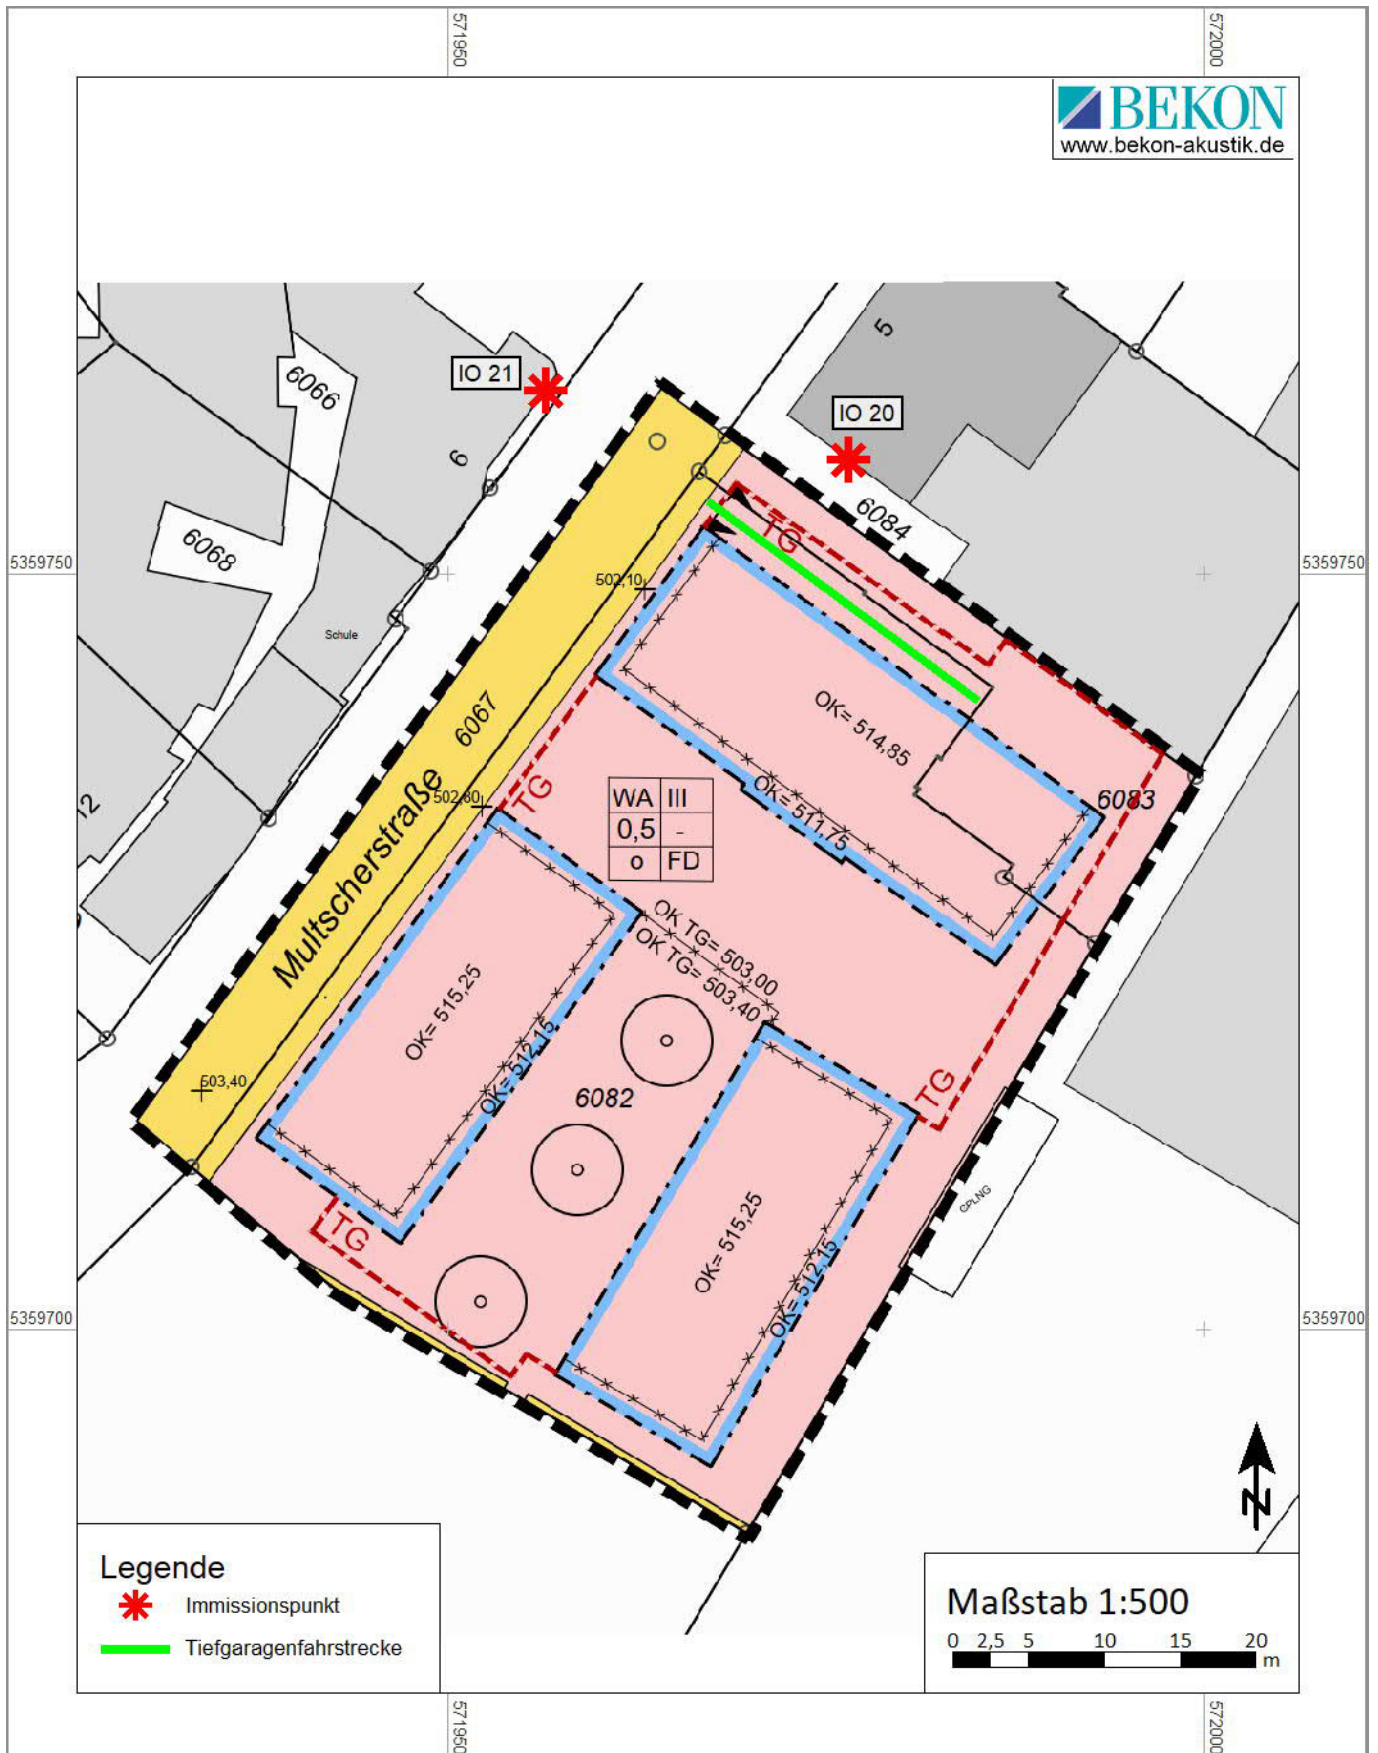 571950
572000
BEKON
www.bekon-akustik.de
5
IO 21
IO 20
6066
6
6084
6068
TG
5359750
5359750
502,10
Schule
6067
OK= 514,85
TG
502,80
WA III
0,5 -
o FD
OK= 511,75
6083
12
Multscherstraße
OK TG= 503,00
OK TG= 503,40
OK= 515,25
OK= 512,15
503,40
6082
TG
GPLNG
TG
OK= 515,25
OK= 512,15
5359700
5359700
N
Legende
Immissionspunkt
Tiefgaragenfahrstrecke
Maßstab 1:500
0 2,5 5 10 15 20
m
571950
572000